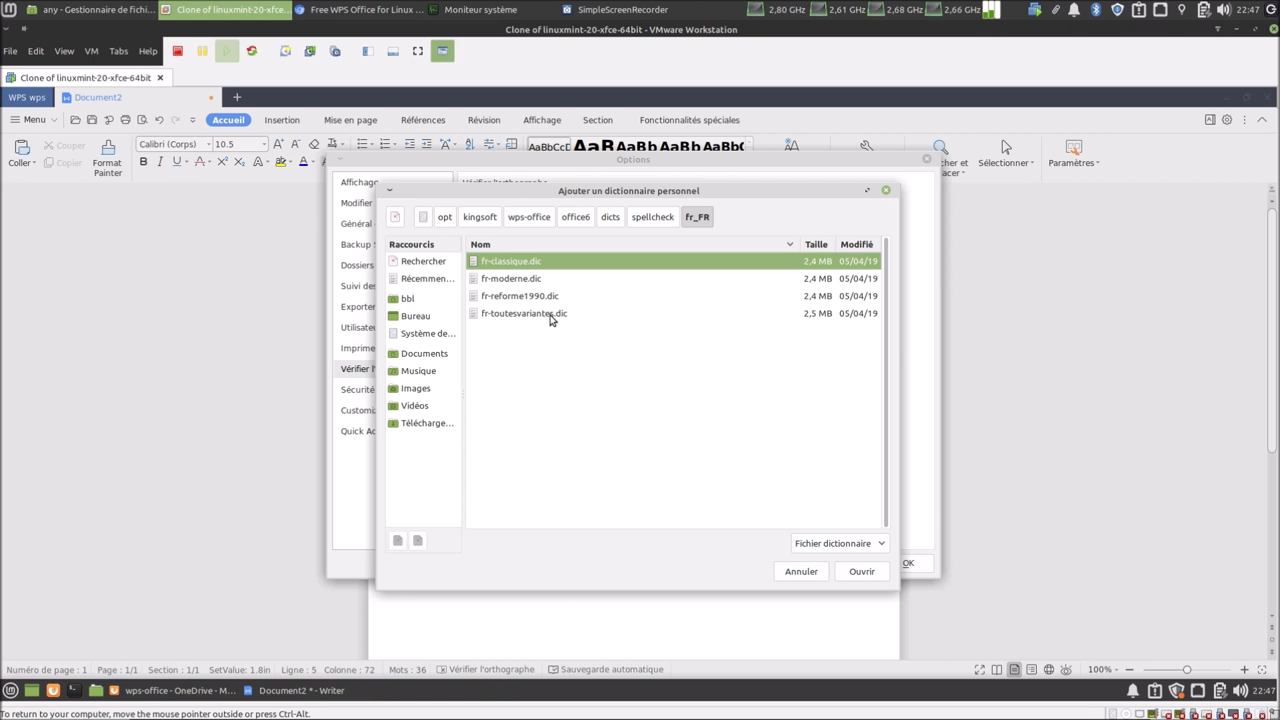 any - Gestionnaire de fichi... Clone of linuxmint-20-xfce... Free WPS Office for Linux ... Moniteur système SimpleScreenRecorder 2,80 GHz 2,61 GHz 2,68 GHz 2,66 GHz 22:47
Clone of linuxmint-20-xfce-64bit - VMware Workstation
File Edit View VM Tabs Help
Clone of linuxmint-20-xfce-64bit
WPS wps Document2
Menu Accueil Insertion Mise en page Références Révision Affichage Section Fonctionnalités spéciales
Calibri (Corps) 10.5
Coller Copier Format Painter
AaBbCcD AaB AaBb AaBb AaBbC
Sélectionner Paramètres
Options
Ajouter un dictionnaire personnel
opt kingsoft wps-office office6 dicts spellcheck fr_FR
Raccourcis Nom Taille Modifié
Rechercher fr-classique.dic 2,4 MB 05/04/19
Récemmen... fr-moderne.dic 2,4 MB 05/04/19
bbl fr-reforme1990.dic 2,4 MB 05/04/19
Bureau fr-toutesvariantes.dic 2,5 MB 05/04/19
Système de...
Documents
Musique
Images
Vidéos
Télécharge...
Fichier dictionnaire
Annuler Ouvrir
OK
Affichage
Modifier
Général
Backup S
Dossiers
Suivi des
Exporter
Utilisateu
Imprime
Vérifier l'
Sécurité
Customiz
Quick Ac
Numéro de page : 1 Page : 1/1 Section : 1/1 SetValue: 1.8in Ligne : 5 Colonne : 72 Mots : 36 Vérifier l'orthographe Sauvegarde automatique 100%
wps-office - OneDrive - M... Document2 * - Writer 22:47
To return to your computer, move the mouse pointer outside or press Ctrl-Alt.